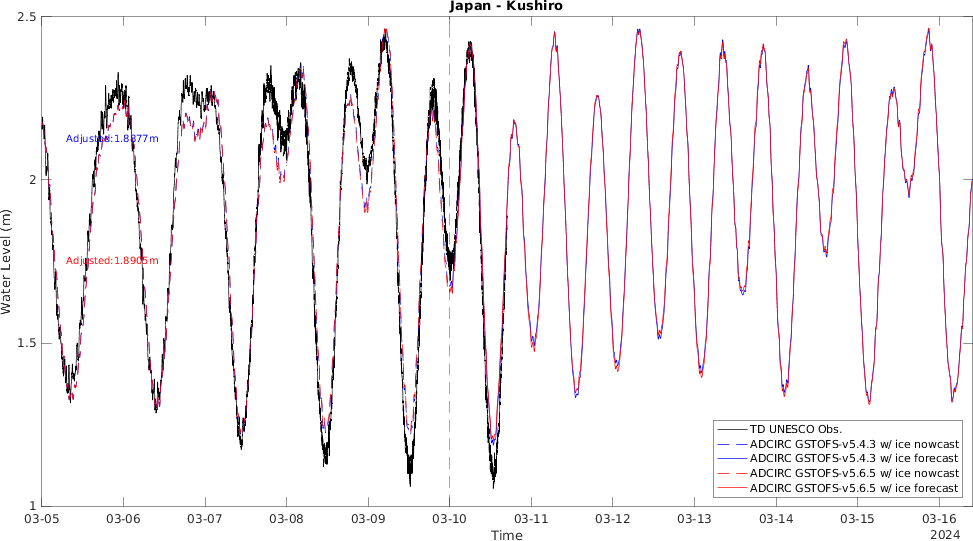 Japan - Kushiro
2.5
2
1.5
1
Water Level (m)
Adjusted:1.8877m
Adjusted:1.8905m
TD UNESCO Obs.
ADCIRC GSTOFS-v5.4.3 w/ ice nowcast
ADCIRC GSTOFS-v5.4.3 w/ ice forecast
ADCIRC GSTOFS-v5.6.5 w/ ice nowcast
ADCIRC GSTOFS-v5.6.5 w/ ice forecast
03-05 03-06 03-07 03-08 03-09 03-10 03-11 03-12 03-13 03-14 03-15 03-16
Time
2024